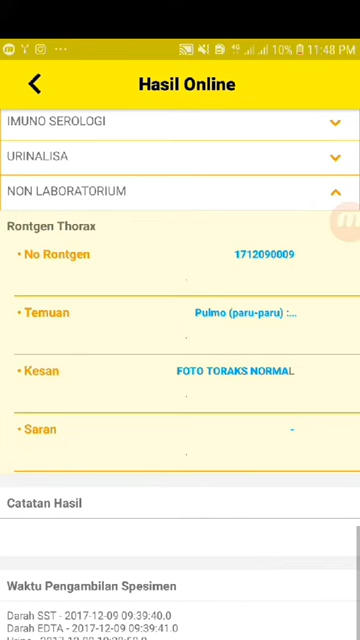 4G 10% 11:48 PM
Hasil Online
IMUNO SEROLOGI
URINALISA
NON LABORATORIUM
Rontgen Thorax
• No Rontgen 1712090009
.
• Temuan Pulmo (paru-paru) :...
.
• Kesan FOTO TORAKS NORMAL
.
• Saran -
.
Catatan Hasil
Waktu Pengambilan Spesimen
Darah SST - 2017-12-09 09:39:40.0
Darah EDTA - 2017-12-09 09:39:41.0